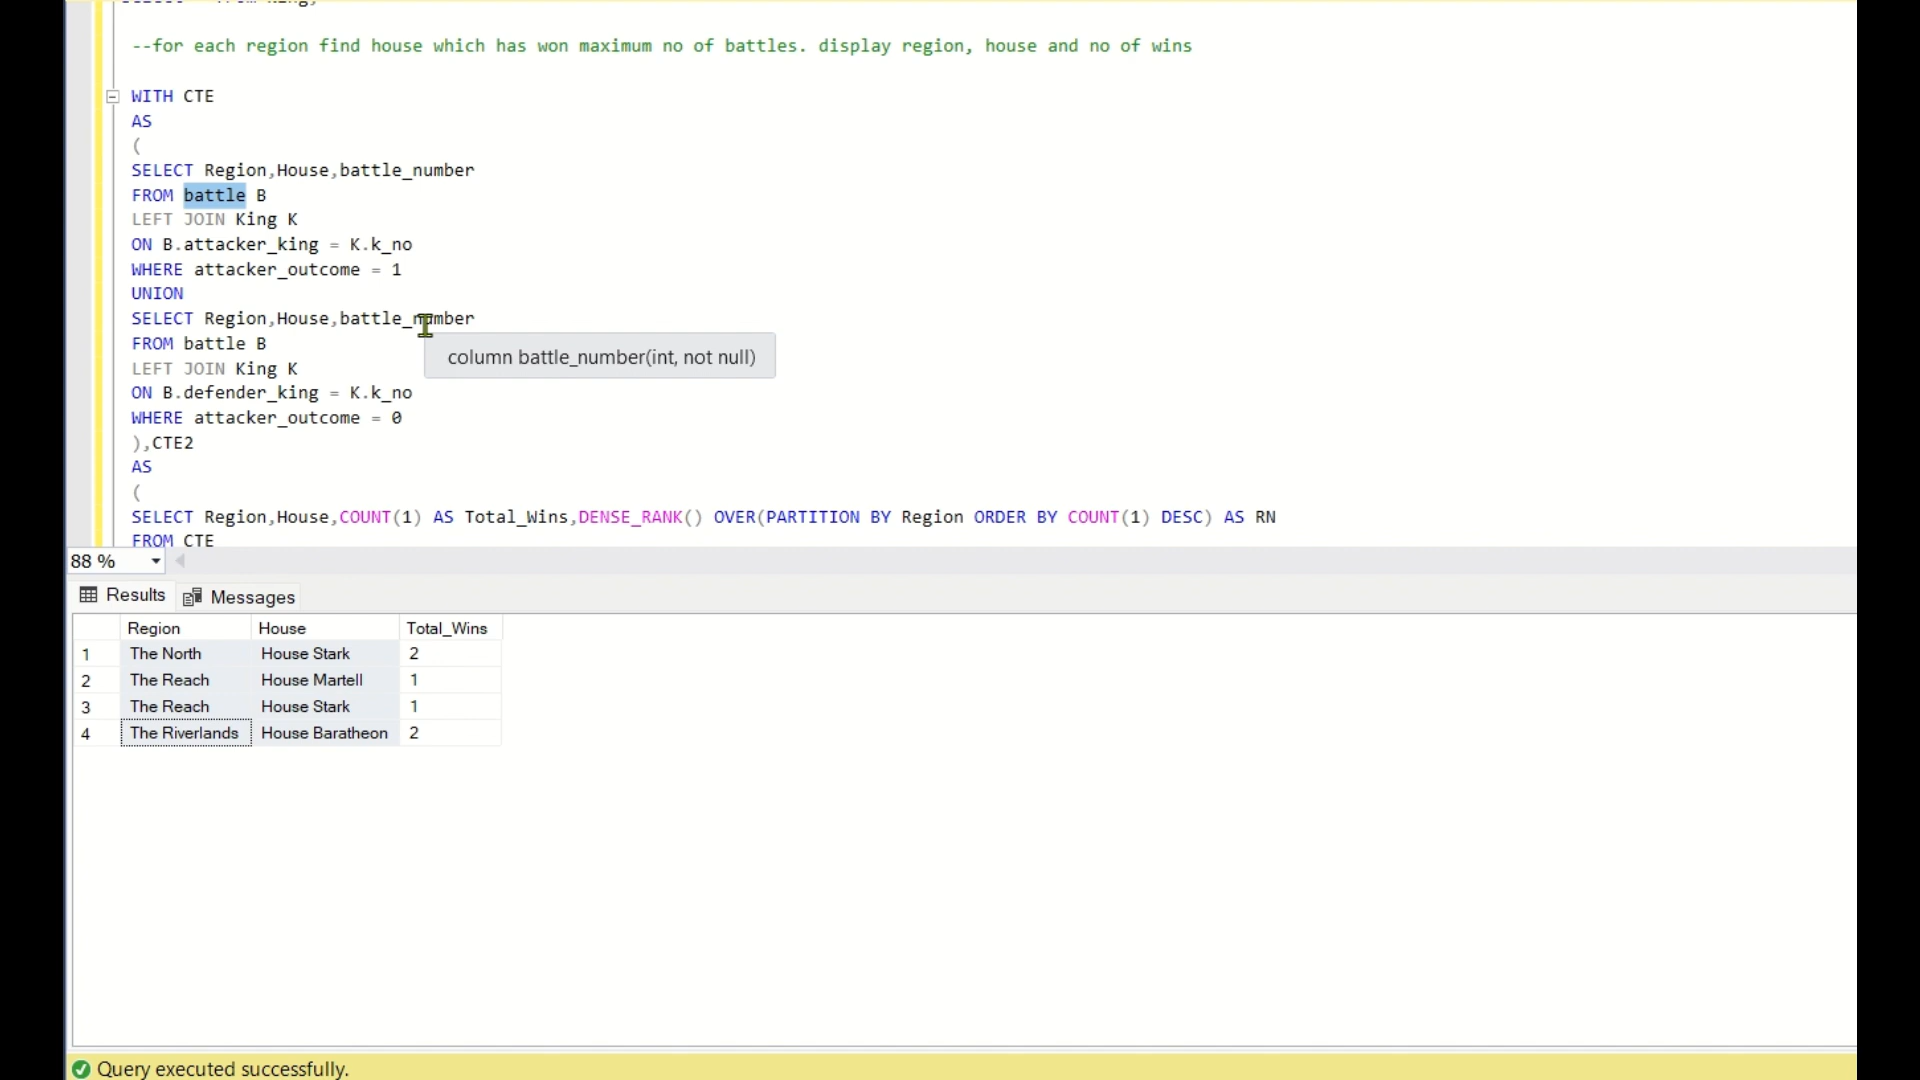 --for each region find house which has won maximum no of battles. display region, house and no of wins
WITH CTE
AS
(
SELECT Region,House,battle_number
FROM battle B
LEFT JOIN King K
ON B.attacker_king = K.k_no
WHERE attacker_outcome = 1
UNION
SELECT Region,House,battle_number
FROM battle B
column battle_number(int, not null)
LEFT JOIN King K
ON B.defender_king = K.k_no
WHERE attacker_outcome = 0
),CTE2
AS
(
SELECT Region,House,COUNT(1) AS Total_Wins,DENSE_RANK() OVER(PARTITION BY Region ORDER BY COUNT(1) DESC) AS RN
FROM CTE
88 %
Results Messages
Region House Total_Wins
1 The North House Stark 2
2 The Reach House Martell 1
3 The Reach House Stark 1
4 The Riverlands House Baratheon 2
Query executed successfully.